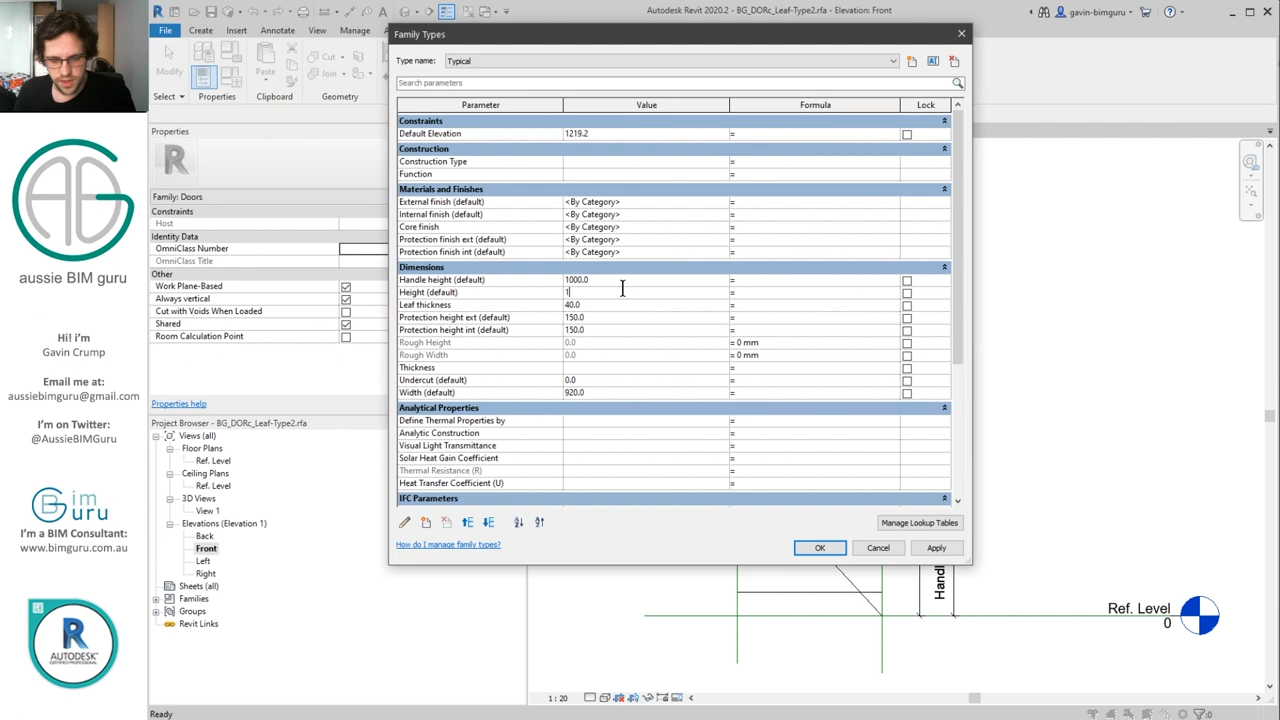 Autodesk Revit 2020.2 - BG_DORc_Leaf-Type2.rfa - Elevation: Front
gavin-bimguru
File
Create
Insert
Annotate
View
Manage
Modify
Paste
Cut
Join
Select
Properties
Clipboard
Geometry
aussie BIM guru
Hi! i'm
Gavin Crump
Email me at:
aussiebimguru@gmail.com
I'm on Twitter:
@AussieBIMGuru
Bim
Guru
I'm a BIM Consultant:
www.bimguru.com.au
R
AUTODESK
CERTIFIED PROFESSIONAL
Properties
R
Family: Doors
Constraints
Host
Identity Data
OmniClass Number
OmniClass Title
Other
Work Plane-Based
Always vertical
Cut with Voids When Loaded
Shared
Room Calculation Point
Properties help
Project Browser - BG_DORc_Leaf-Type2.rfa
Views (all)
Floor Plans
Ref. Level
Ceiling Plans
Ref. Level
3D Views
View 1
Elevations (Elevation 1)
Back
Front
Left
Right
Sheets (all)
Families
Groups
Revit Links
Ready
Family Types
Type name: Typical
Search parameters
Parameter Value Formula Lock
Constraints
Default Elevation 1219.2 =
Construction
Construction Type =
Function =
Materials and Finishes
External finish (default) <By Category> =
Internal finish (default) <By Category> =
Core finish <By Category> =
Protection finish ext (default) <By Category> =
Protection finish int (default) <By Category> =
Dimensions
Handle height (default) 1000.0 =
Height (default) 1 =
Leaf thickness 40.0 =
Protection height ext (default) 150.0 =
Protection height int (default) 150.0 =
Rough Height 0.0 = 0 mm
Rough Width 0.0 = 0 mm
Thickness =
Undercut (default) 0.0 =
Width (default) 920.0 =
Analytical Properties
Define Thermal Properties by =
Analytic Construction =
Visual Light Transmittance =
Solar Heat Gain Coefficient =
Thermal Resistance (R) =
Heat Transfer Coefficient (U) =
IFC Parameters
Manage Lookup Tables
How do I manage family types?
OK
Cancel
Apply
Handl
Ref. Level
0
1 : 20
:0